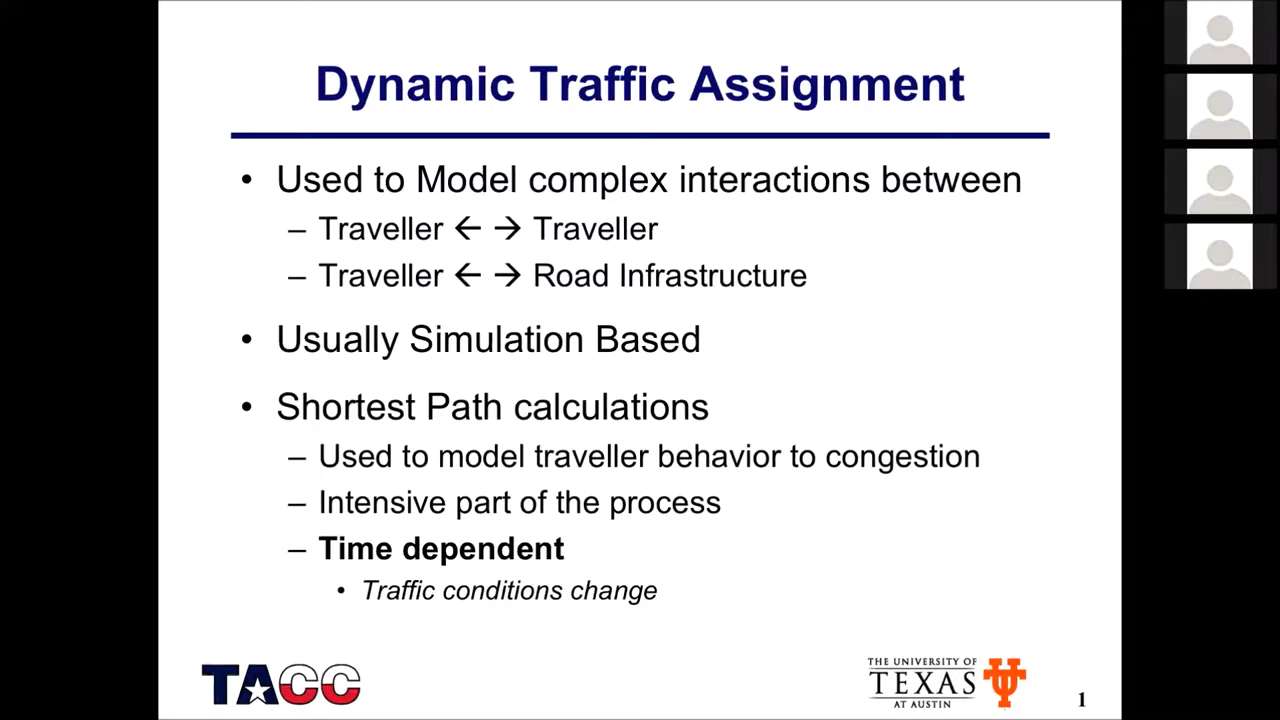 Dynamic Traffic Assignment
• Used to Model complex interactions between
– Traveller ← → Traveller
– Traveller ← → Road Infrastructure
• Usually Simulation Based
• Shortest Path calculations
– Used to model traveller behavior to congestion
– Intensive part of the process
– Time dependent
• Traffic conditions change
TACC
THE UNIVERSITY OF
TEXAS
AT AUSTIN
1